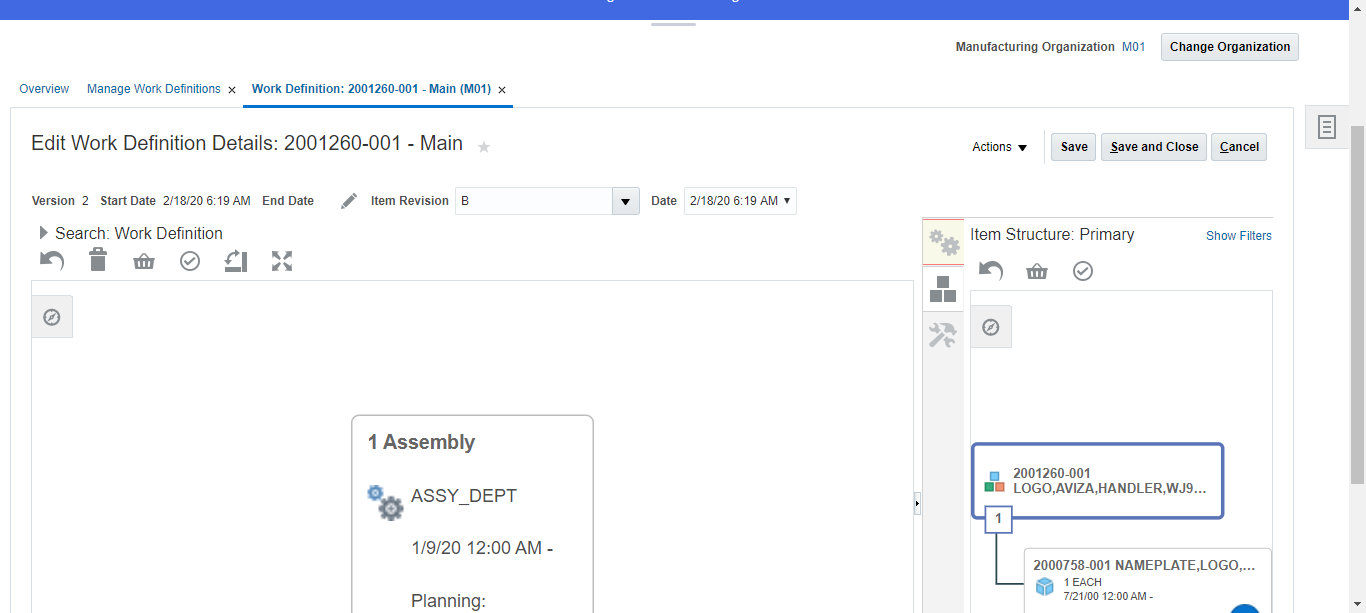 Manufacturing Organization M01 Change Organization
Overview Manage Work Definitions × Work Definition: 2001260-001 - Main (M01) ×
Edit Work Definition Details: 2001260-001 - Main
Actions Save Save and Close Cancel
Version 2 Start Date 2/18/20 6:19 AM End Date Item Revision B Date 2/18/20 6:19 AM
Search: Work Definition
Item Structure: Primary Show Filters
1 Assembly
ASSY_DEPT
1/9/20 12:00 AM -
Planning:
2001260-001
LOGO,AVIZA,HANDLER,WJ9...
1
2000758-001 NAMEPLATE,LOGO,...
1 EACH
7/21/00 12:00 AM -